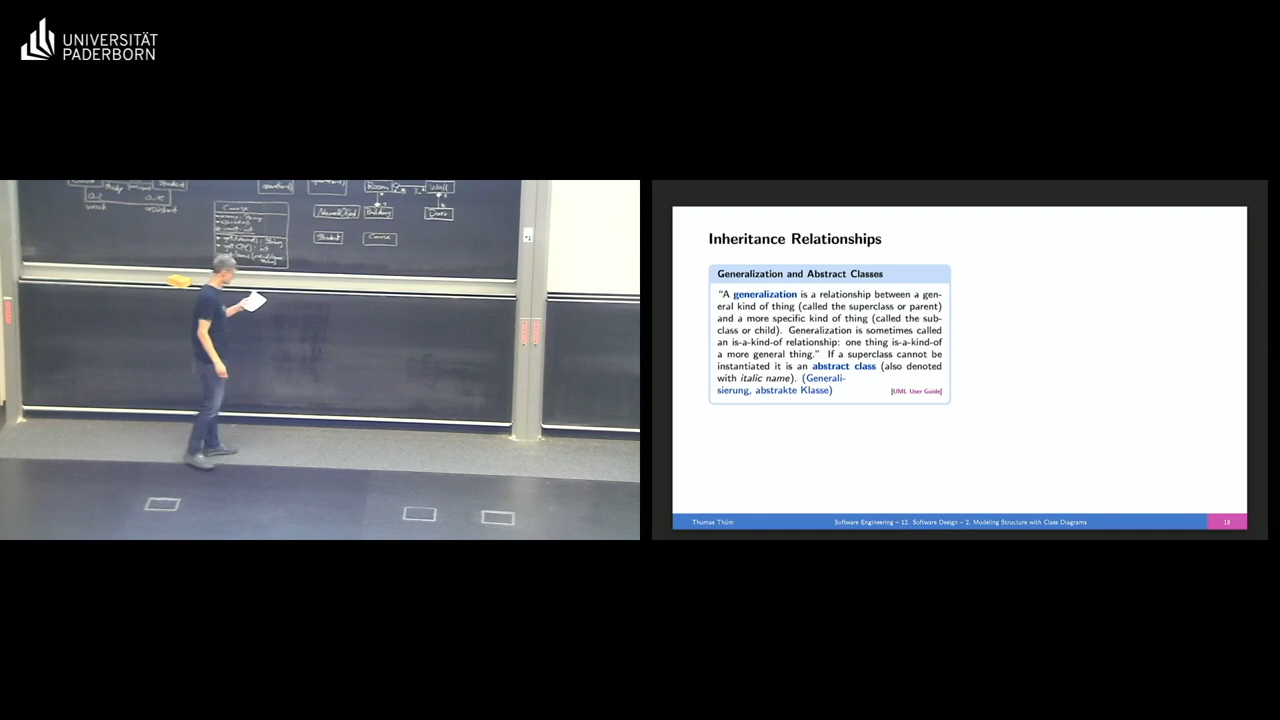 UNIVERSITÄT
PADERBORN
Room
Wall
Course
NamedObject
Building
Door
Student
Course
Inheritance Relationships
Generalization and Abstract Classes
“A generalization is a relationship between a gen-
eral kind of thing (called the superclass or parent)
and a more specific kind of thing (called the sub-
class or child). Generalization is sometimes called
an is-a-kind-of relationship: one thing is-a-kind-of
a more general thing.” If a superclass cannot be
instantiated it is an abstract class (also denoted
with italic name). (Generali-
sierung, abstrakte Klasse)
[UML User Guide]
Thomas Thüm
Software Engineering – 12. Software Design – 2. Modeling Structure with Class Diagrams
18